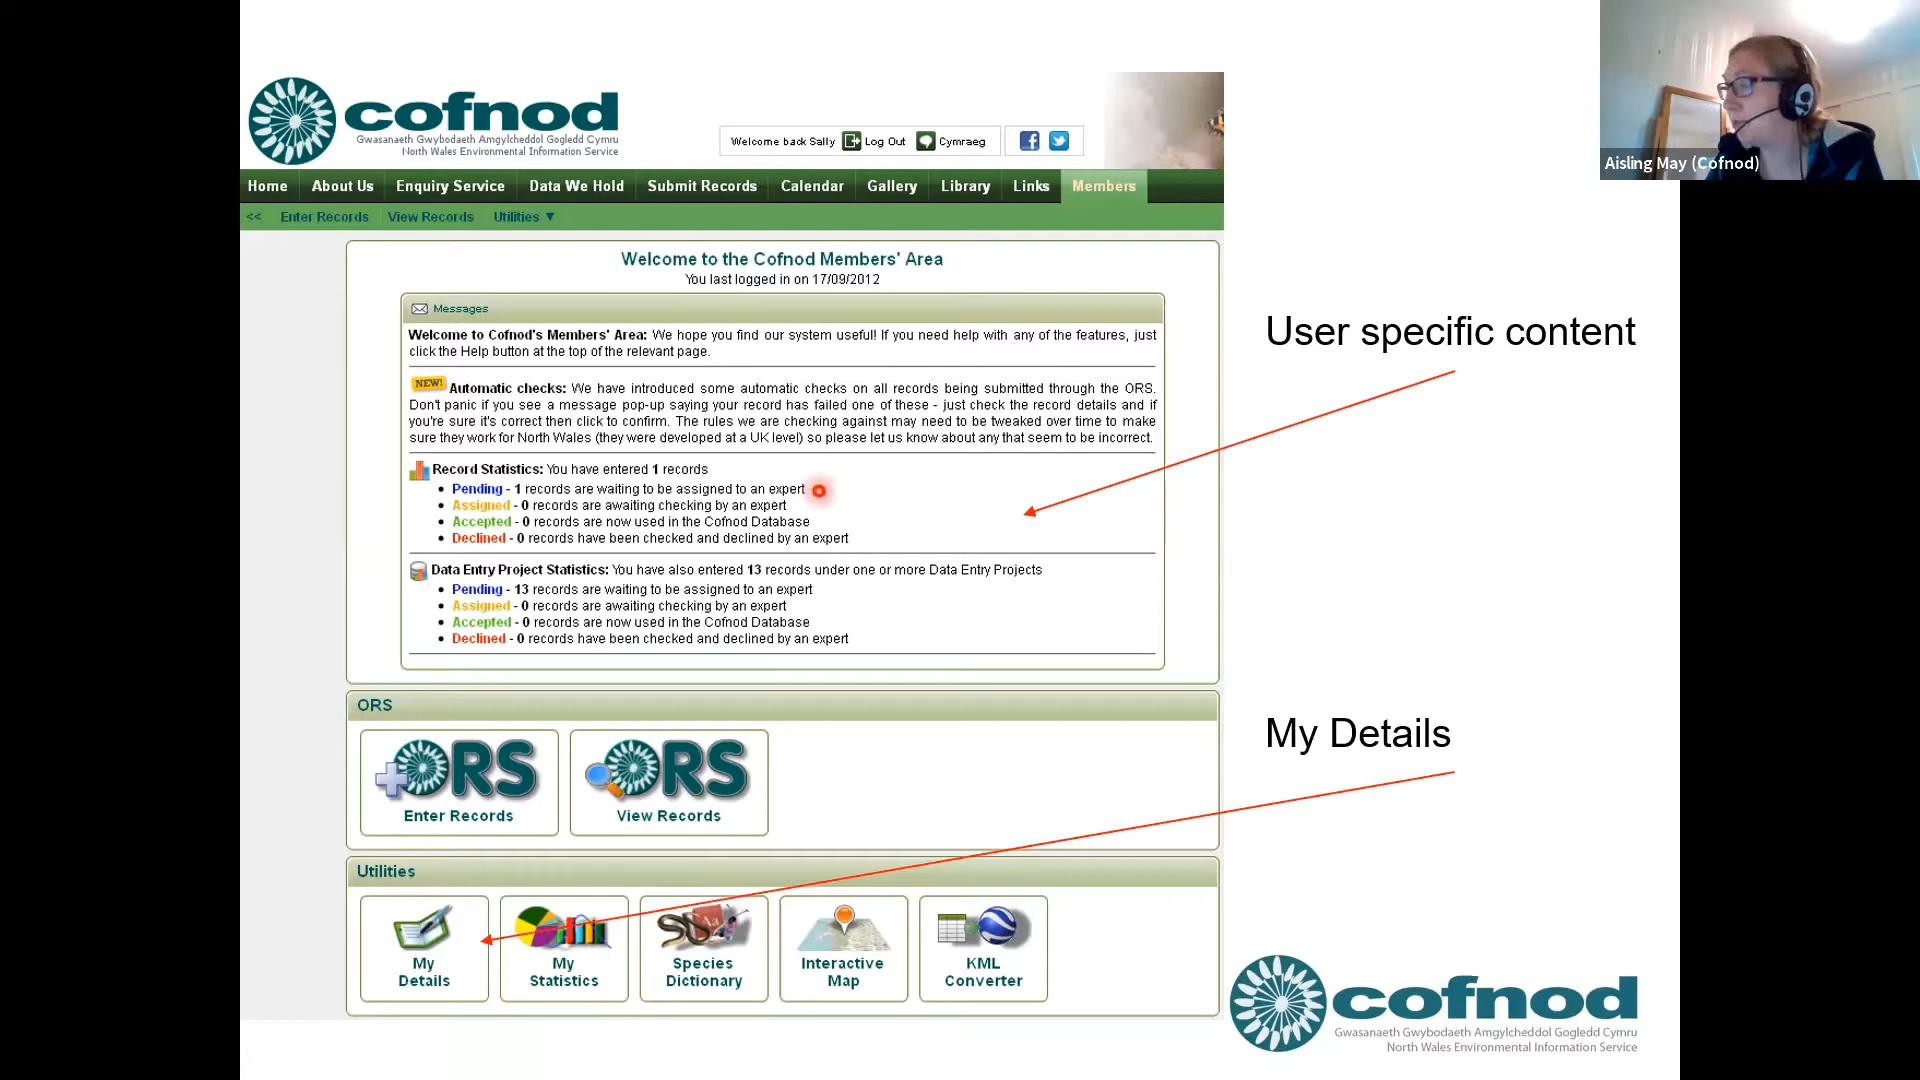 cofnod
Gwasanaeth Gwybodaeth Amgylcheddol Gogledd Cymru
North Wales Environmental Information Service
Welcome back Sally Log Out Cymraeg
Home About Us Enquiry Service Data We Hold Submit Records Calendar Gallery Library Links Members
<< Enter Records View Records Utilities ▼
Aisling May (Cofnod)
Welcome to the Cofnod Members' Area
You last logged in on 17/09/2012
Messages
Welcome to Cofnod's Members' Area: We hope you find our system useful! If you need help with any of the features, just
click the Help button at the top of the relevant page.
NEW! Automatic checks: We have introduced some automatic checks on all records being submitted through the ORS.
Don't panic if you see a message pop-up saying your record has failed one of these - just check the record details and if
you're sure it's correct then click to confirm. The rules we are checking against may need to be tweaked over time to make
sure they work for North Wales (they were developed at a UK level) so please let us know about any that seem to be incorrect.
Record Statistics: You have entered 1 records
• Pending - 1 records are waiting to be assigned to an expert
• Assigned - 0 records are awaiting checking by an expert
• Accepted - 0 records are now used in the Cofnod Database
• Declined - 0 records have been checked and declined by an expert
Data Entry Project Statistics: You have also entered 13 records under one or more Data Entry Projects
• Pending - 13 records are waiting to be assigned to an expert
• Assigned - 0 records are awaiting checking by an expert
• Accepted - 0 records are now used in the Cofnod Database
• Declined - 0 records have been checked and declined by an expert
User specific content
ORS
ORS
Enter Records
ORS
View Records
My Details
Utilities
My
Details
My
Statistics
Aa
Species
Dictionary
Interactive
Map
KML
Converter
cofnod
Gwasanaeth Gwybodaeth Amgylcheddol Gogledd Cymru
North Wales Environmental Information Service